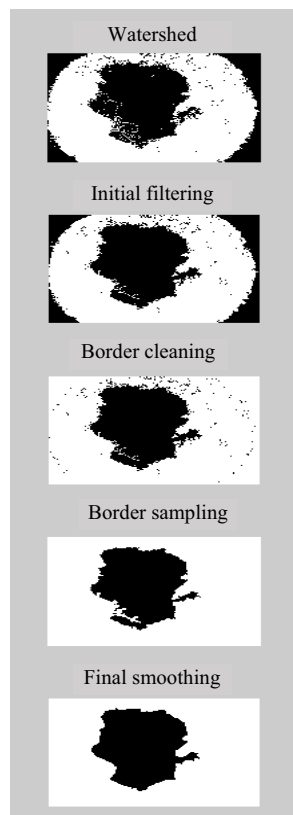 Watershed
Initial filtering
Border cleaning
Border sampling
Final smoothing